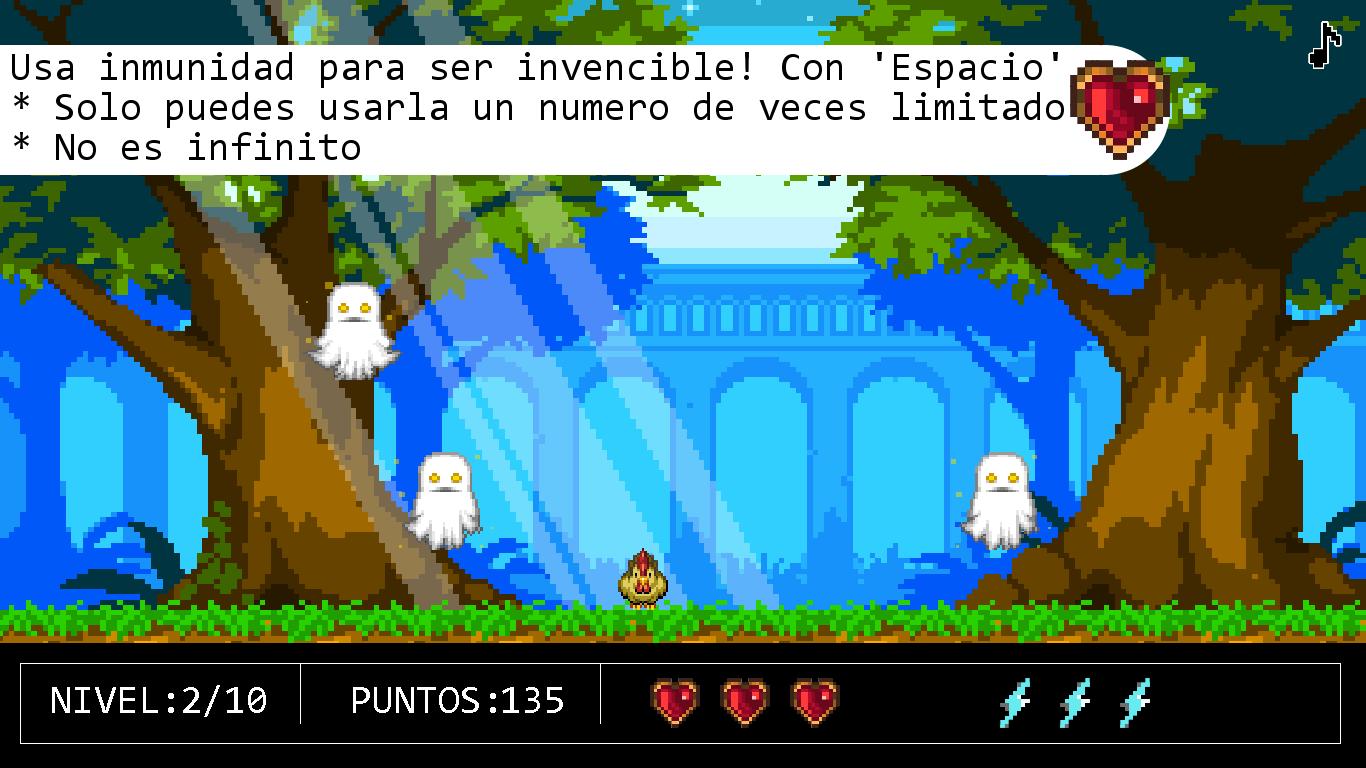 Usa inmunidad para ser invencible! Con 'Espacio'
* Solo puedes usarla un numero de veces limitado
* No es infinito
NIVEL:2/10 PUNTOS:135